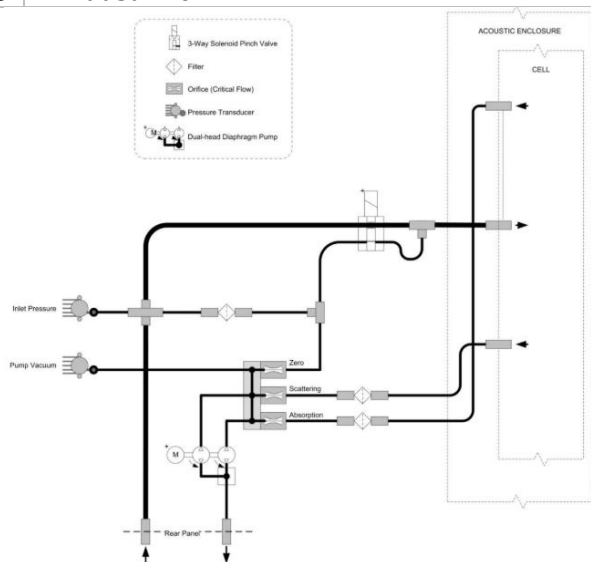 3-Way Solenoid Pinch Valve
Filter
Orifice (Critical Flow)
Pressure Transducer
+
M
Dual-head Diaphragm Pump
ACOUSTIC ENCLOSURE
CELL
+
Inlet Pressure
Pump Vacuum
Zero
Scattering
Absorption
+
M
Rear Panel